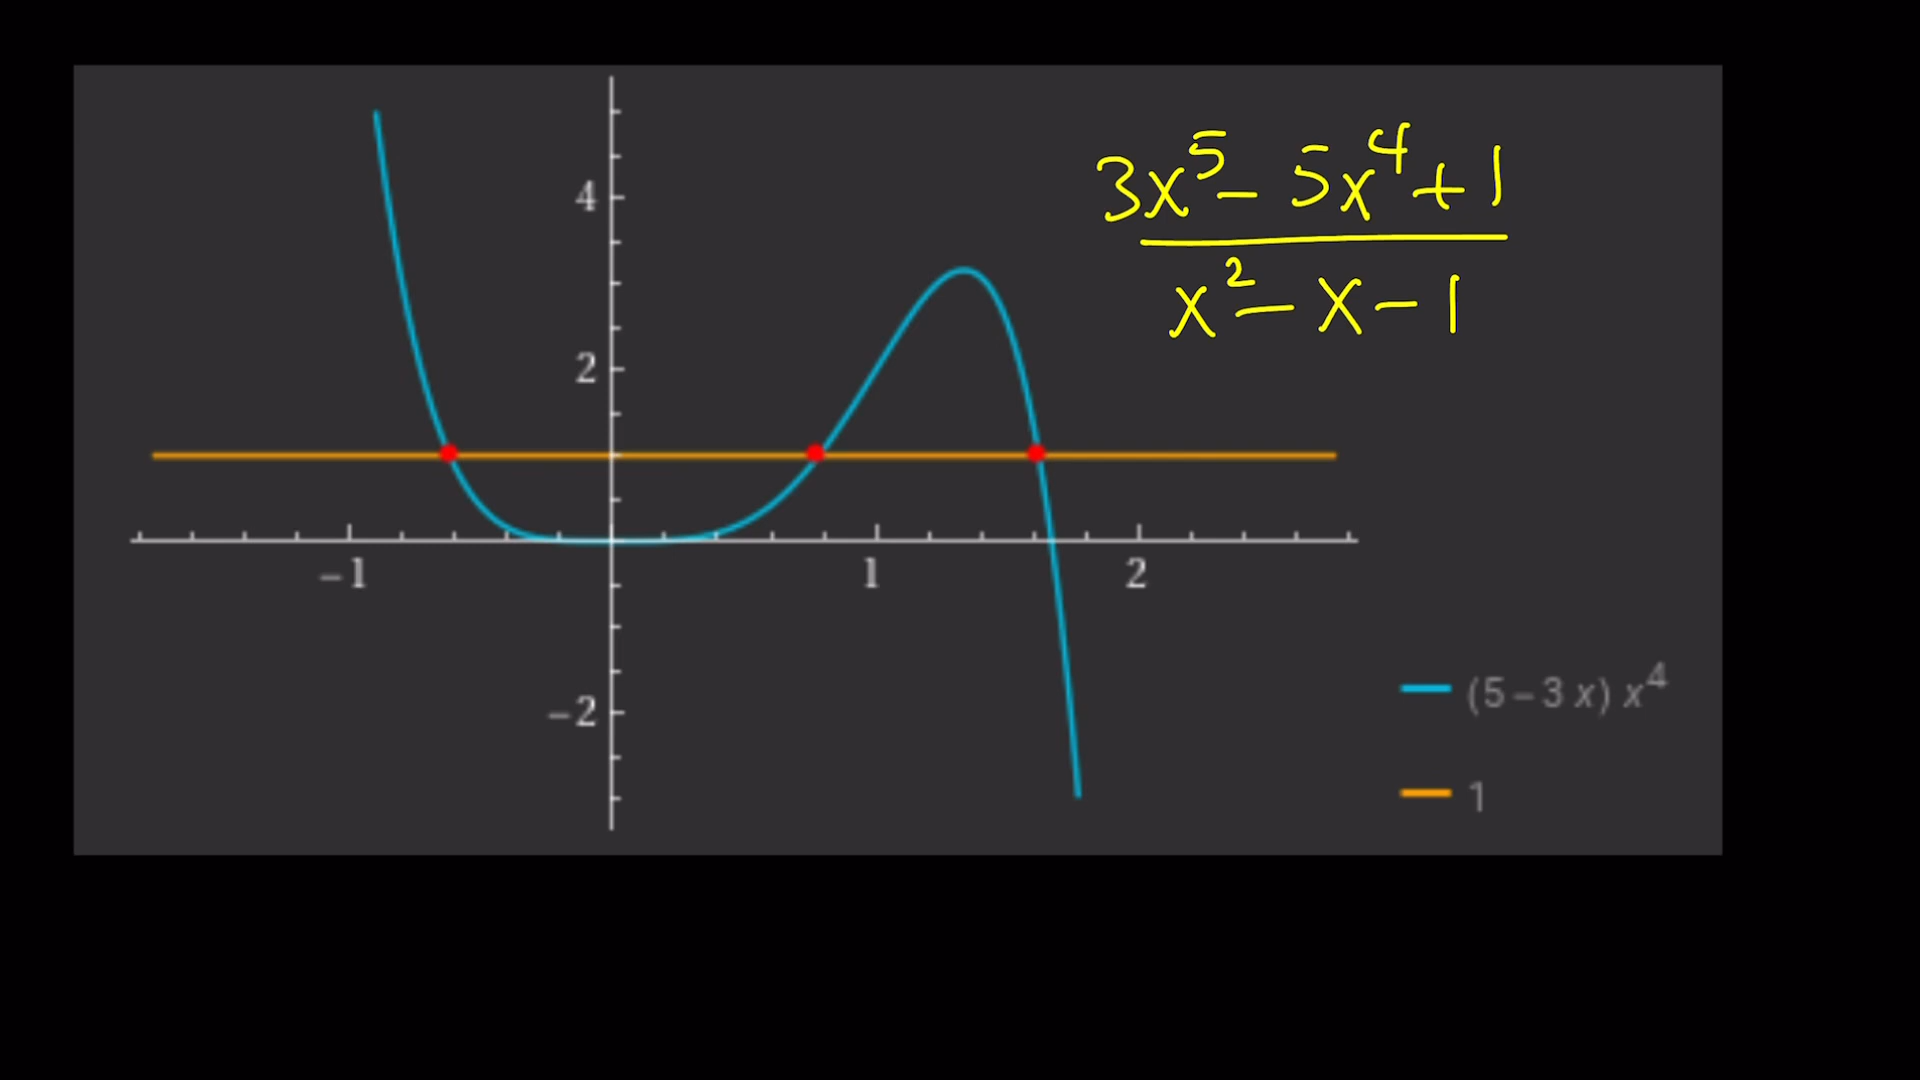 3x⁵ - 5x⁴ + 1
x² - x - 1
4
2
-1
1
2
-2
(5 - 3 x) x⁴
1